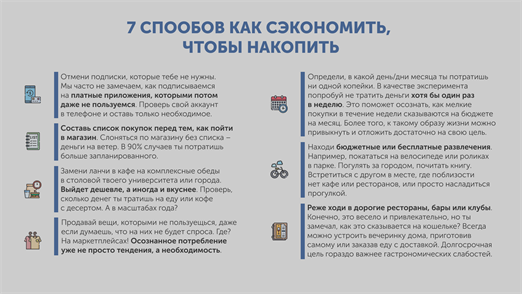 7 СПООБОВ КАК СЭКОНОМИТЬ,
ЧТОБЫ НАКОПИТЬ
Отмени подписки, которые тебе не нужны.
Мы часто не замечаем, как подписываемся
на платные приложения, которыми потом
даже не пользуемся. Проверь свой аккаунт
в телефоне и оставь только необходимое.
Составь список покупок перед тем, как пойти
в магазин. Слоняться по магазину без списка –
деньги на ветер. В 90% случаев ты потратишь
больше запланированного.
Замени ланчи в кафе на комплексные обеды
в столовой твоего университета или города.
Выйдет дешевле, а иногда и вкуснее. Проверь,
сколько денег ты тратишь на еду или кофе
с десертом. А в масштабах года?
Продавай вещи, которыми не пользуешься, даже
если думаешь, что на них не будет спроса. Где?
На маркетплейсах! Осознанное потребление
уже не просто тендения, а необходимость.
Определи, в какой день/дни месяца ты потратишь
ни одной копейки. В качестве эксперимента
попробуй не тратить деньги хотя бы один раз
в неделю. Это поможет осознать, как мелкие
покупки в течение недели сказываются на бюджете
на месяц. Более того, к такому образу жизни можно
привыкнуть и отложить достаточно на свою цель.
Находи бюджетные или бесплатные развлечения.
Например, покататься на велосипеде или роликах
в парке. Погулять за городом, почитать книгу.
Встретиться с другом в месте, где поблизости
нет кафе или ресторанов, или просто насладиться
прогулкой.
Реже ходи в дорогие рестораны, бары или клубы.
Конечно, это весело и привлекательно, но ты
замечал, как это сказывается на кошельке? Всегда
можно устроить вечеринку дома, приготовив
самому или заказав еду с доставкой. Долгосрочная
цель гораздо важнее гастрономических слабостей.